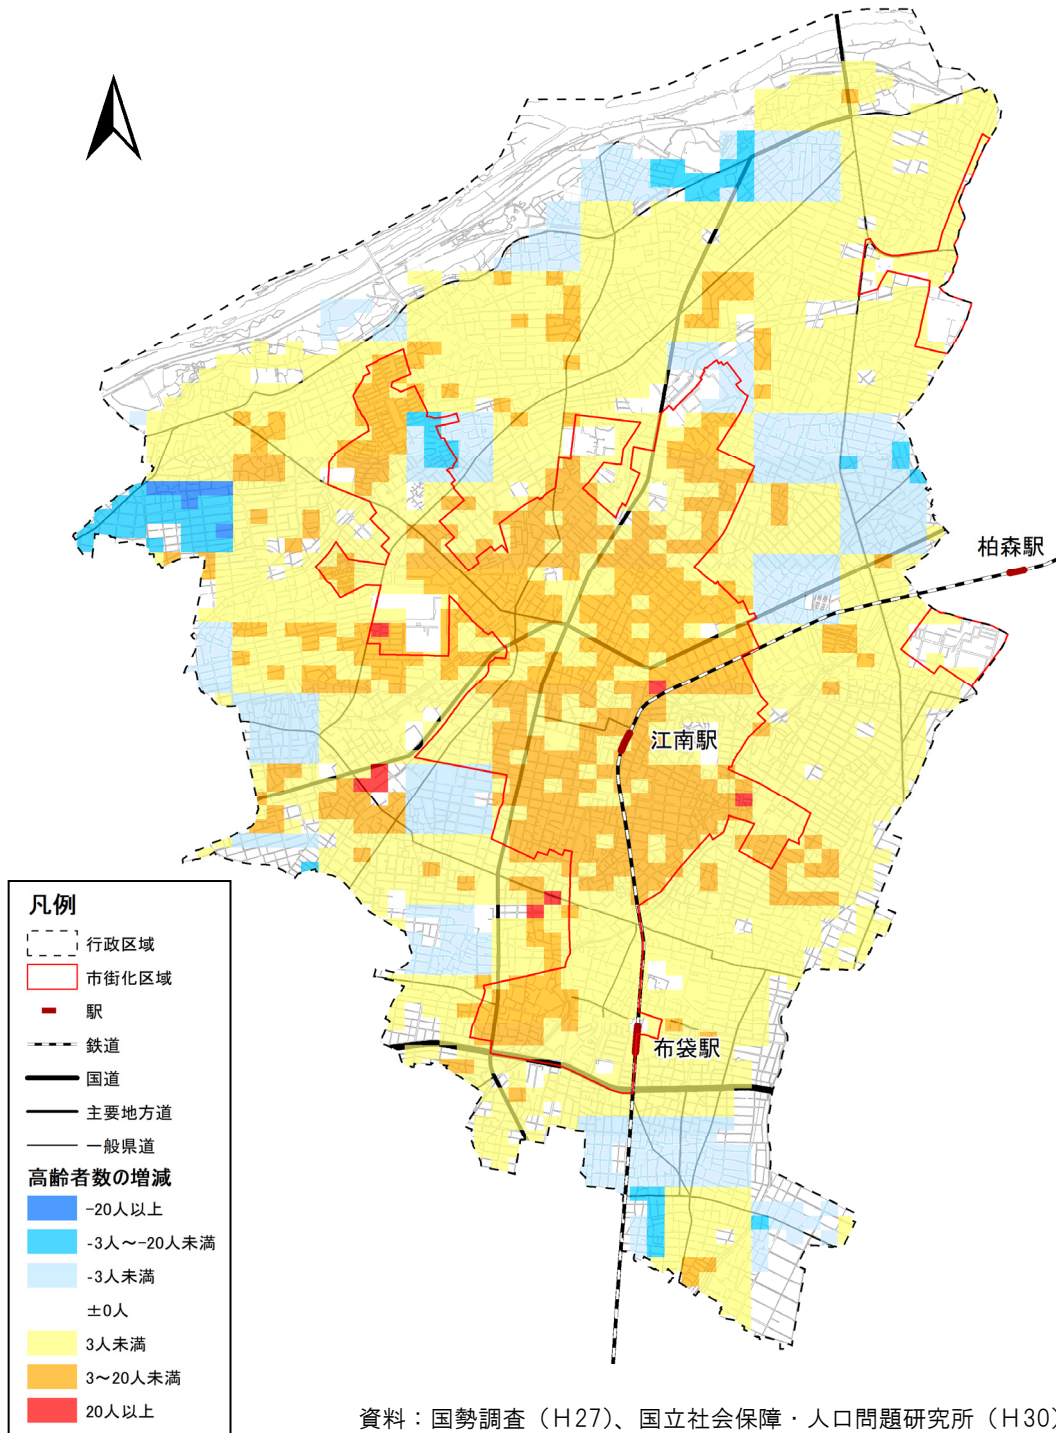 柏森駅
江南駅
布袋駅
凡例
行政区域
市街化区域
駅
鉄道
国道
主要地方道
一般県道
高齢者数の増減
-20人以上
-3人～-20人未満
-3人未満
±0人
3人未満
3～20人未満
20人以上
資料：国勢調査（H27）、国立社会保障・人口問題研究所（H30）